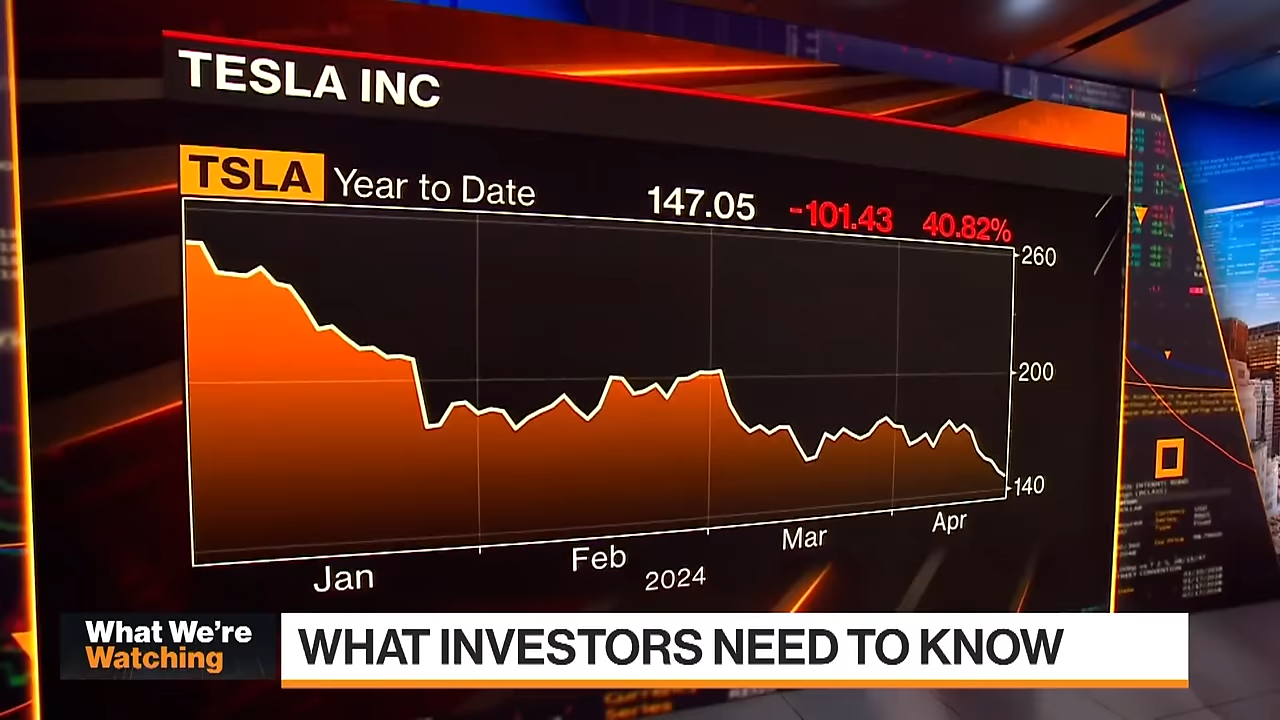 TESLA INC
TSLA Year to Date 147.05 -101.43 40.82%
260
200
140
Jan Feb Mar Apr
2024
What We're
Watching
WHAT INVESTORS NEED TO KNOW